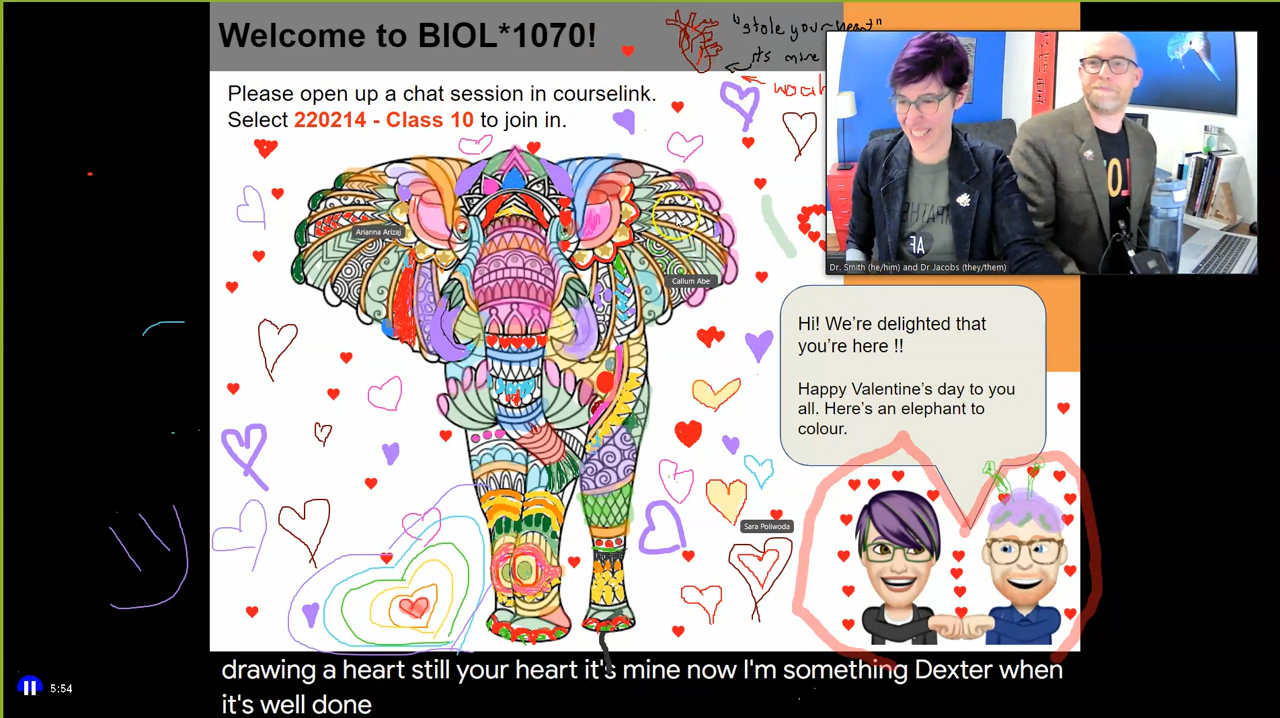 Welcome to BIOL*1070!
"stole your heart"
its mine
woah
Please open up a chat session in courselink.
Select 220214 - Class 10 to join in.
Arianna Arizaj
Callum Abe
AF
Dr. Smith (he/him) and Dr Jacobs (they/them)
Hi! We're delighted that
you're here !!
Happy Valentine's day to you
all. Here's an elephant to
colour.
Sara Poliwoda
drawing a heart still your heart it's mine now I'm something Dexter when
it's well done
5:54